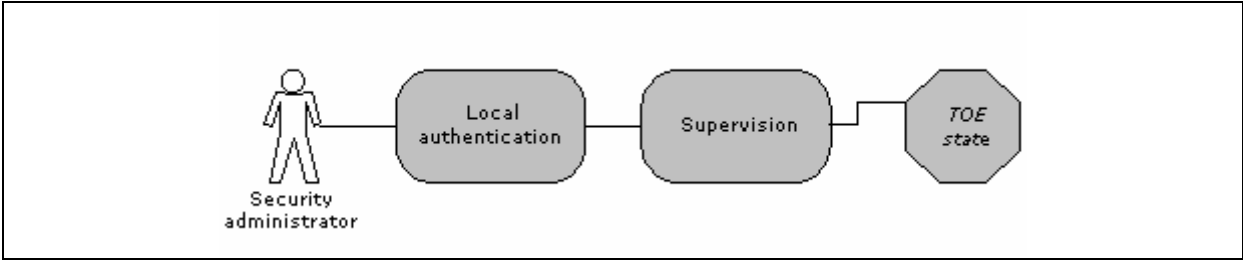 Local
authentication
Supervision
TOE
state
Security
administrator